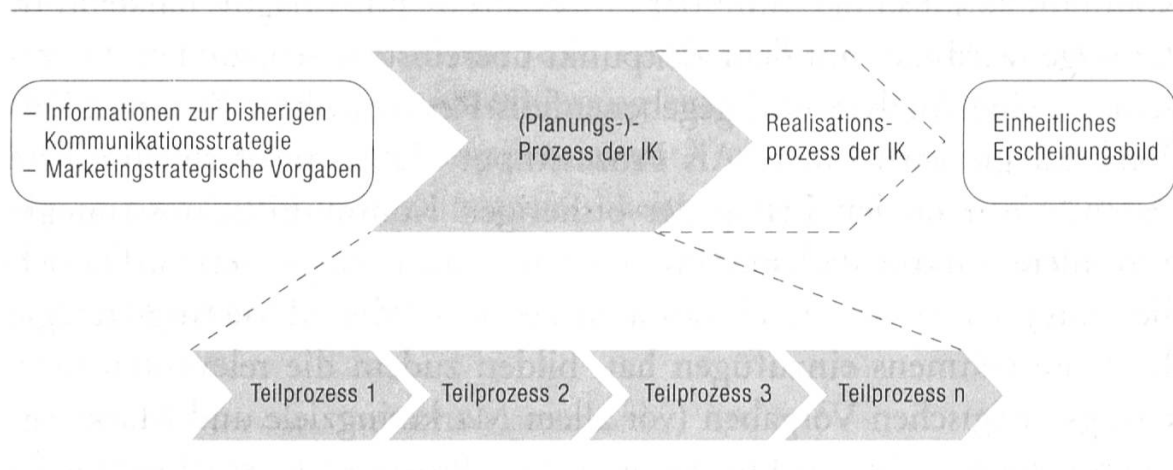 – Informationen zur bisherigen
Kommunikationsstrategie
– Marketingstrategische Vorgaben
(Planungs-)-
Prozess der IK
Realisations-
prozess der IK
Einheitliches
Erscheinungsbild
Teilprozess 1
Teilprozess 2
Teilprozess 3
Teilprozess n